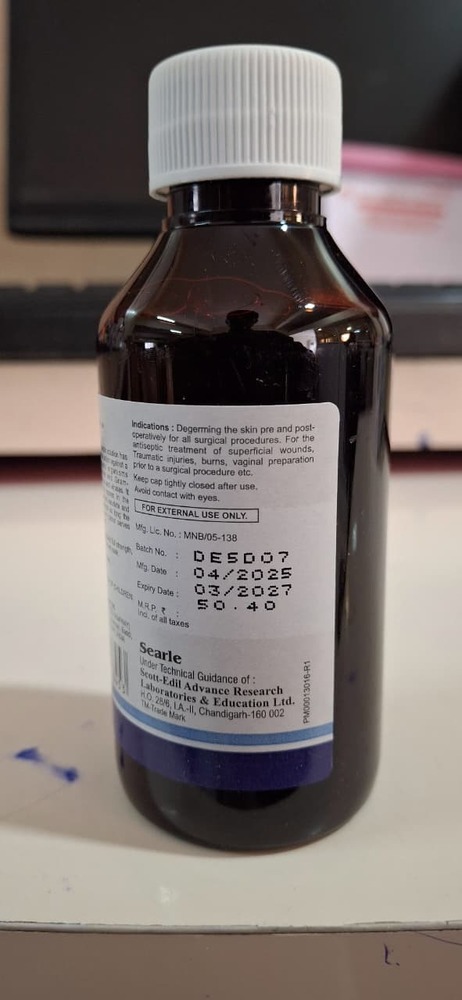 Indications : Degerming the skin pre and post-
operatively for all surgical procedures. For the
antiseptic treatment of superficial wounds,
Traumatic injuries, burns, vaginal preparation
prior to a surgical procedure etc.
Keep cap tightly closed after use.
Avoid contact with eyes.
FOR EXTERNAL USE ONLY.
Mfg. Lic. No. : MNB/05-138
Batch No. : DE5D07
Mfg. Date : 04/2025
Expiry Date : 03/2027
M.R.P. ₹ : 50.40
Incl. of all taxes
Searle
Under Technical Guidance of :
Scott-Edil Advance Research
Laboratories & Education Ltd.
H.O. 28/6, I.A.-II, Chandigarh-160 002
TM-Trade Mark
PM000013016-R1